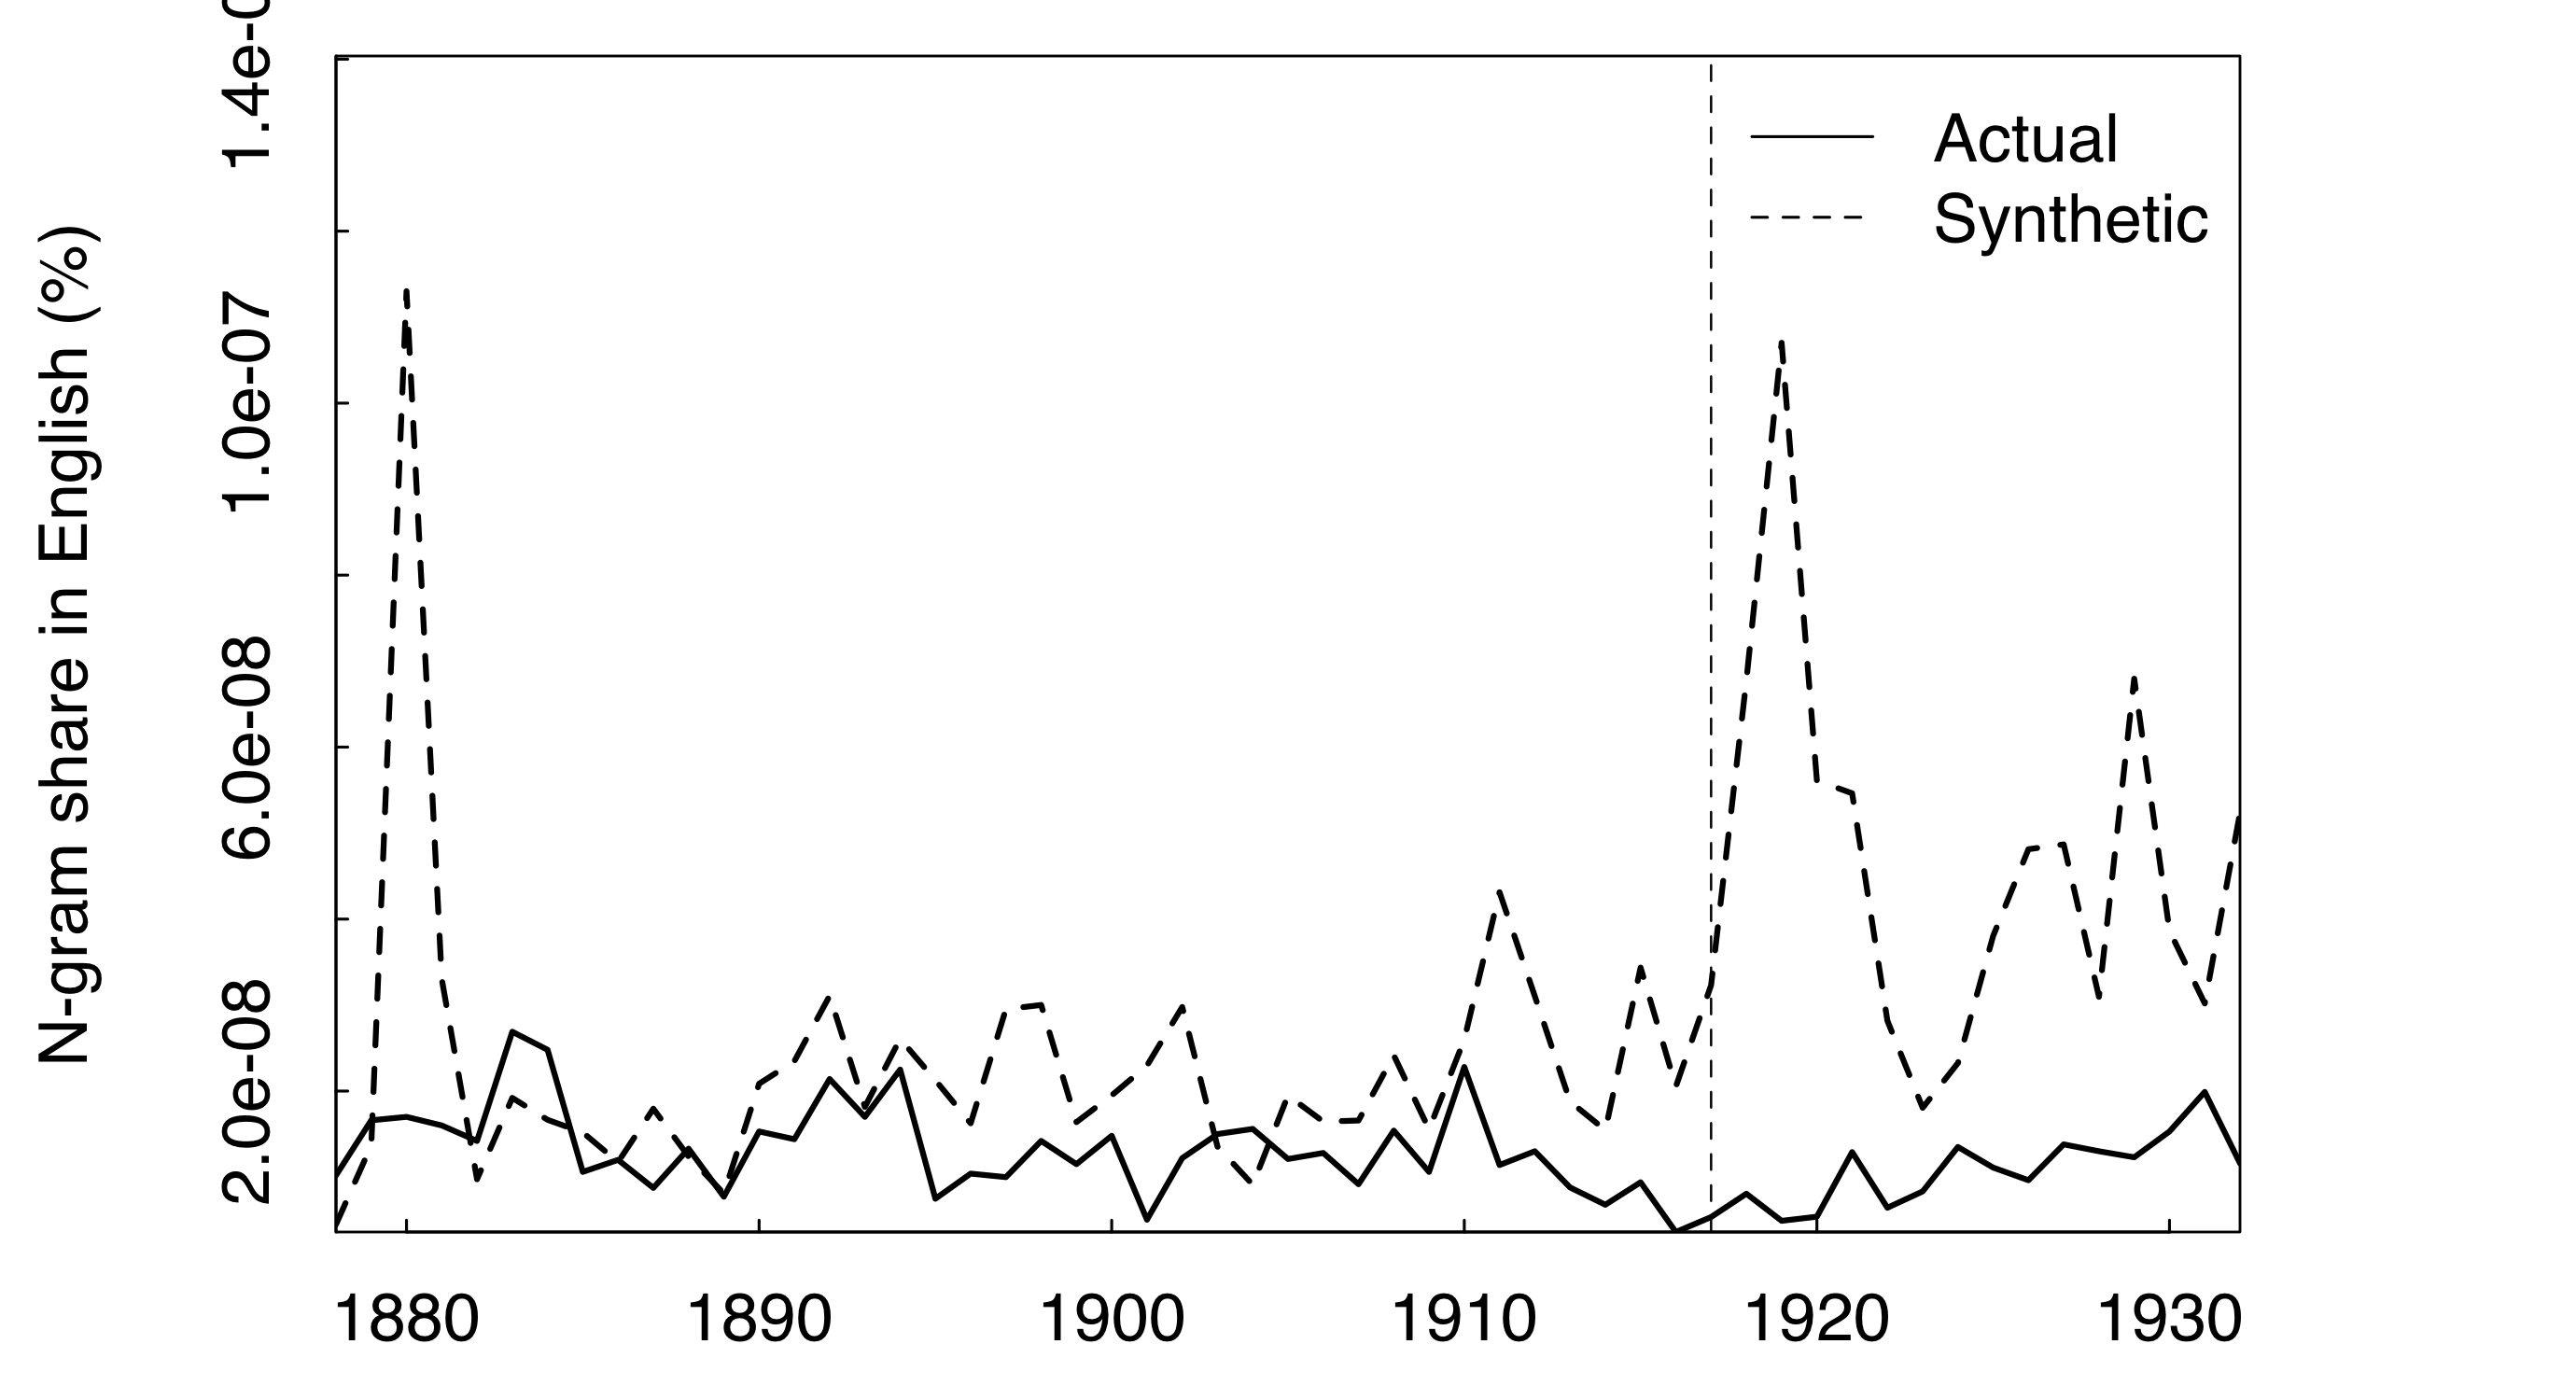 N-gram share in English (%)
1.4e-0
1.0e-07
6.0e-08
2.0e-08
Actual
Synthetic
1880 1890 1900 1910 1920 1930